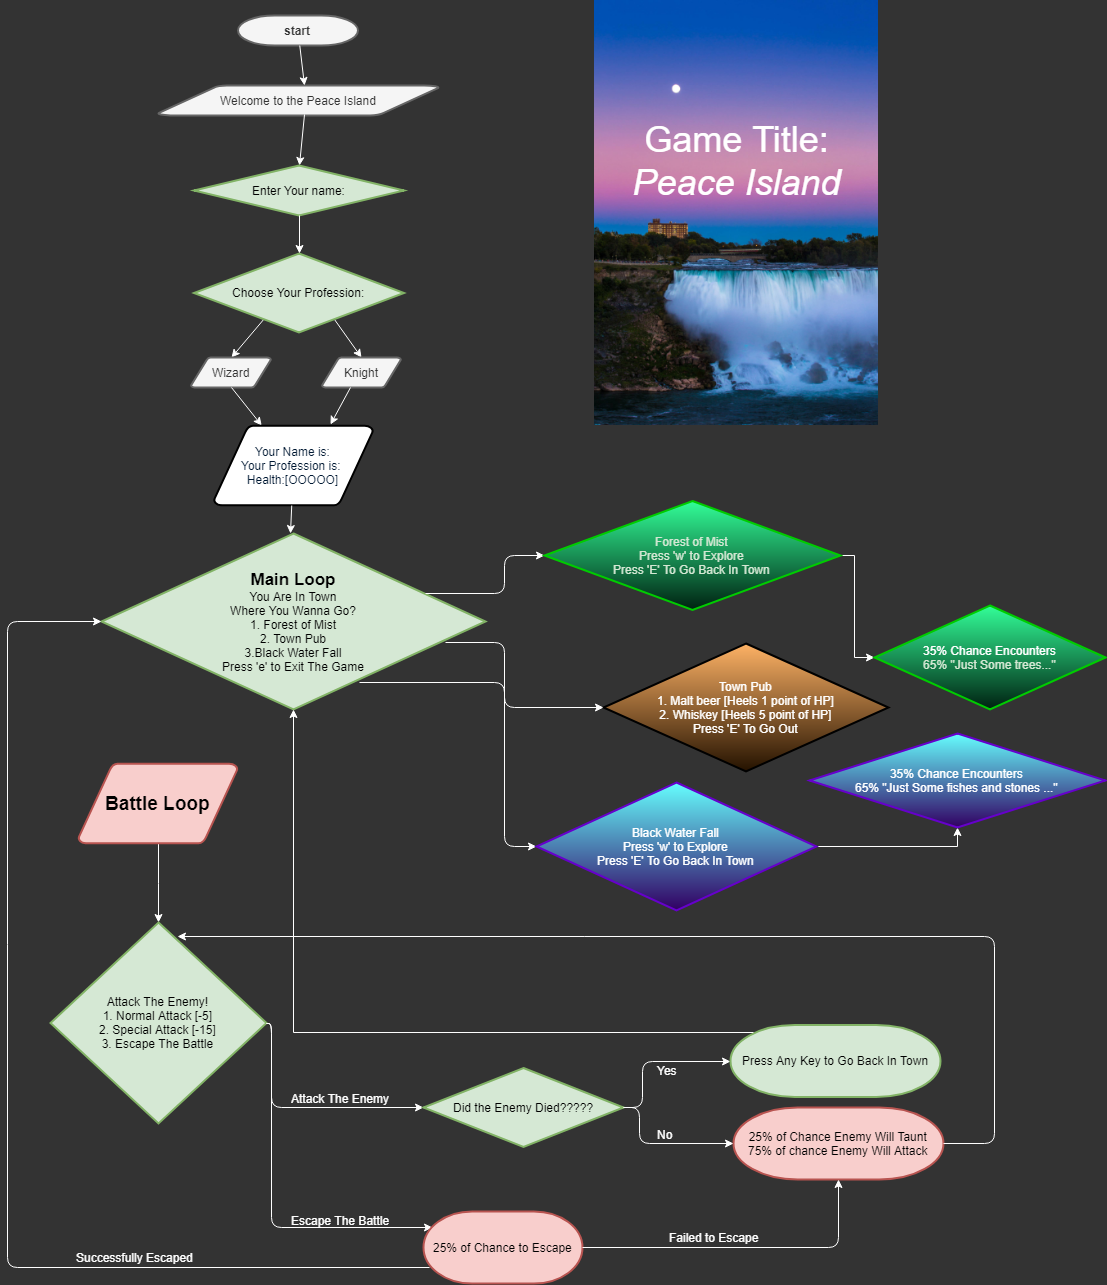 start
Welcome to the Peace Island
Enter Your name:
Choose Your Profession:
Wizard
Knight
Your Name is:
Your Profession is:
Health:[OOOOO]
Game Title:
Peace Island
Main Loop
You Are In Town
Where You Wanna Go?
1. Forest of Mist
2. Town Pub
3.Black Water Fall
Press 'e' to Exit The Game
Forest of Mist
Press 'w' to Explore
Press 'E' To Go Back In Town
35% Chance Encounters
65% "Just Some trees..."
Town Pub
1. Malt beer [Heels 1 point of HP]
2. Whiskey [Heels 5 point of HP]
Press 'E' To Go Out
35% Chance Encounters
65% "Just Some fishes and stones ..."
Black Water Fall
Press 'w' to Explore
Press 'E' To Go Back In Town
Battle Loop
Attack The Enemy!
1. Normal Attack [-5]
2. Special Attack [-15]
3. Escape The Battle
Attack The Enemy
Did the Enemy Died?????
Yes
Press Any Key to Go Back In Town
No
25% of Chance Enemy Will Taunt
75% of chance Enemy Will Attack
Escape The Battle
25% of Chance to Escape
Failed to Escape
Successfully Escaped